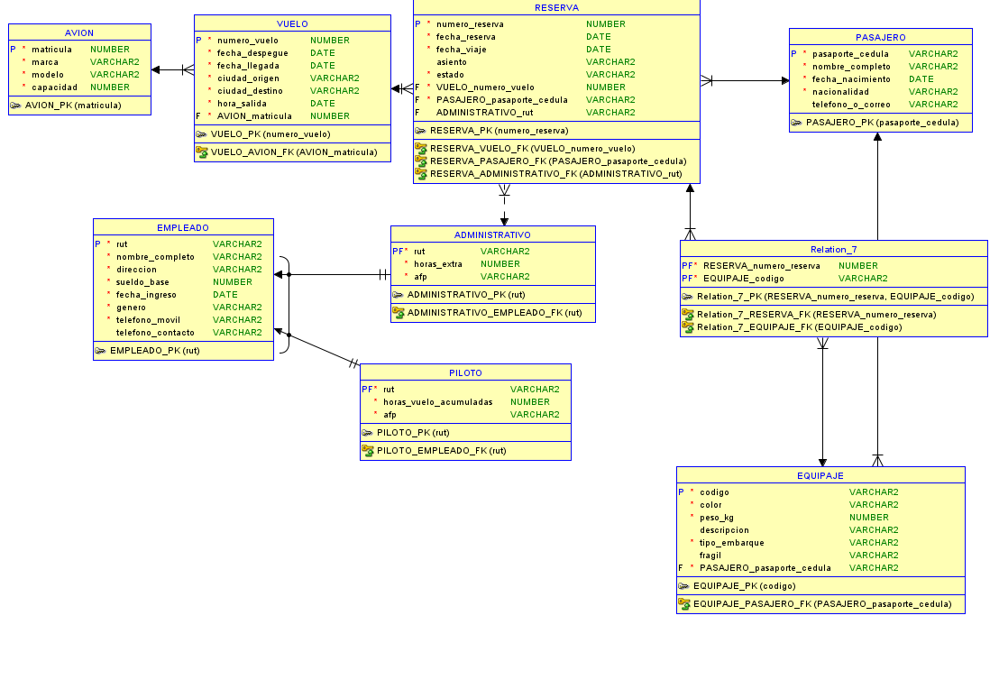 AVION
P * matricula NUMBER
* marca VARCHAR2
* modelo VARCHAR2
* capacidad NUMBER
AVION_PK (matricula)
VUELO
P * numero_vuelo NUMBER
* fecha_despegue DATE
* fecha_llegada DATE
* ciudad_origen VARCHAR2
* ciudad_destino VARCHAR2
* hora_salida DATE
F * AVION_matricula NUMBER
VUELO_PK (numero_vuelo)
VUELO_AVION_FK (AVION_matricula)
RESERVA
P * numero_reserva NUMBER
* fecha_reserva DATE
* fecha_viaje DATE
asiento VARCHAR2
* estado VARCHAR2
F * VUELO_numero_vuelo NUMBER
F * PASAJERO_pasaporte_cedula VARCHAR2
F ADMINISTRATIVO_rut VARCHAR2
RESERVA_PK (numero_reserva)
RESERVA_VUELO_FK (VUELO_numero_vuelo)
RESERVA_PASAJERO_FK (PASAJERO_pasaporte_cedula)
RESERVA_ADMINISTRATIVO_FK (ADMINISTRATIVO_rut)
PASAJERO
P * pasaporte_cedula VARCHAR2
* nombre_completo VARCHAR2
* fecha_nacimiento DATE
* nacionalidad VARCHAR2
telefono_o_correo VARCHAR2
PASAJERO_PK (pasaporte_cedula)
EMPLEADO
P * rut VARCHAR2
* nombre_completo VARCHAR2
* direccion VARCHAR2
* sueldo_base NUMBER
* fecha_ingreso DATE
* genero VARCHAR2
* telefono_movil VARCHAR2
telefono_contacto VARCHAR2
EMPLEADO_PK (rut)
ADMINISTRATIVO
PF* rut VARCHAR2
* horas_extra NUMBER
* afp VARCHAR2
ADMINISTRATIVO_PK (rut)
ADMINISTRATIVO_EMPLEADO_FK (rut)
Relation_7
PF* RESERVA_numero_reserva NUMBER
PF* EQUIPAJE_codigo VARCHAR2
Relation_7_PK (RESERVA_numero_reserva, EQUIPAJE_codigo)
Relation_7_RESERVA_FK (RESERVA_numero_reserva)
Relation_7_EQUIPAJE_FK (EQUIPAJE_codigo)
PILOTO
PF* rut VARCHAR2
* horas_vuelo_acumuladas NUMBER
* afp VARCHAR2
PILOTO_PK (rut)
PILOTO_EMPLEADO_FK (rut)
EQUIPAJE
P * codigo VARCHAR2
* color VARCHAR2
* peso_kg NUMBER
descripcion VARCHAR2
* tipo_embarque VARCHAR2
fragil VARCHAR2
F * PASAJERO_pasaporte_cedula VARCHAR2
EQUIPAJE_PK (codigo)
EQUIPAJE_PASAJERO_FK (PASAJERO_pasaporte_cedula)